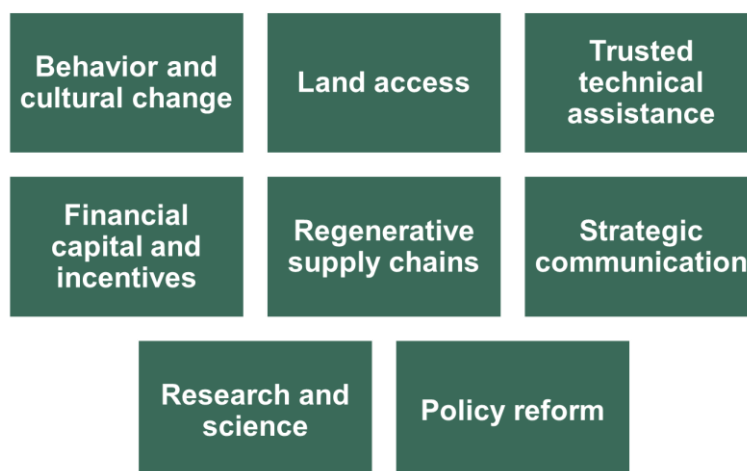 Behavior and
cultural change
Land access
Trusted
technical
assistance
Financial
capital and
incentives
Regenerative
supply chains
Strategic
communication
Research and
science
Policy reform